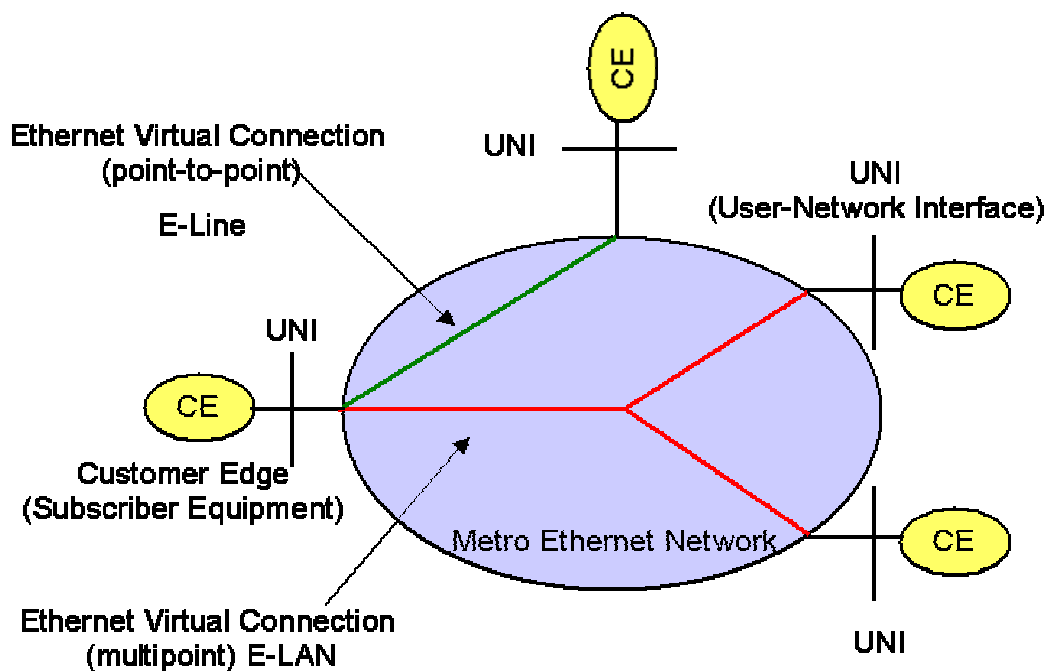 CE
Ethernet Virtual Connection
(point-to-point)
E-Line
UNI
UNI
(User-Network Interface)
CE
UNI
CE
Customer Edge
(Subscriber Equipment)
Metro Ethernet Network
CE
Ethernet Virtual Connection
(multipoint) E-LAN
UNI